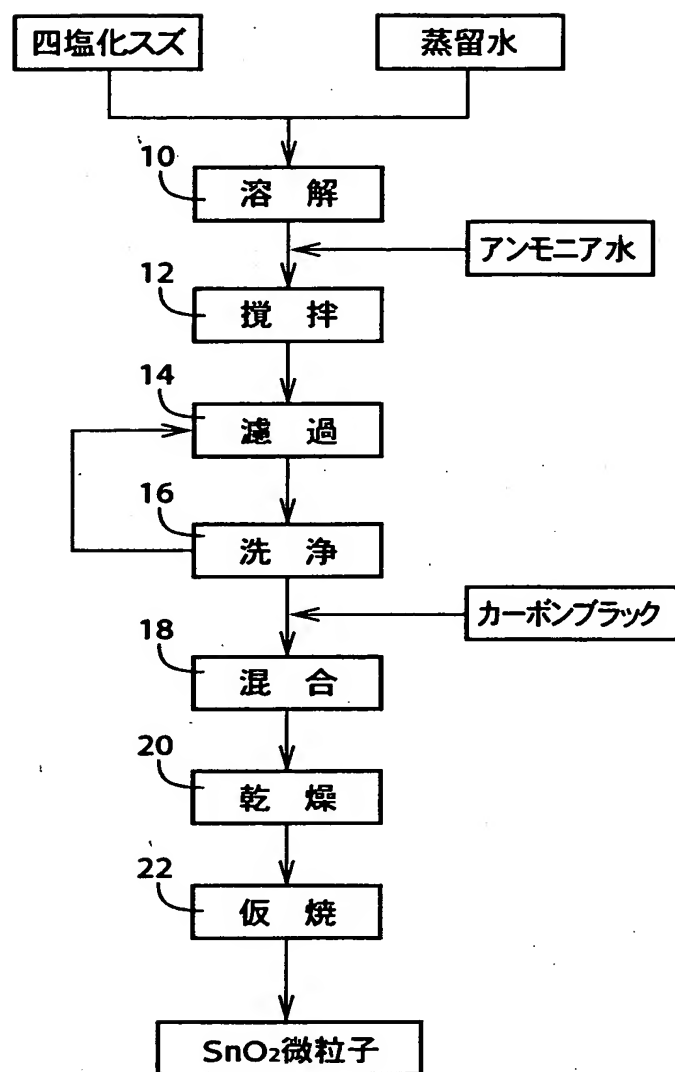 四塩化スズ
蒸留水
10
溶 解
アンモニア水
12
攪 拌
14
濾 過
16
洗 浄
カーボンブラック
18
混 合
20
乾 燥
22
仮 焼
SnO₂微粒子